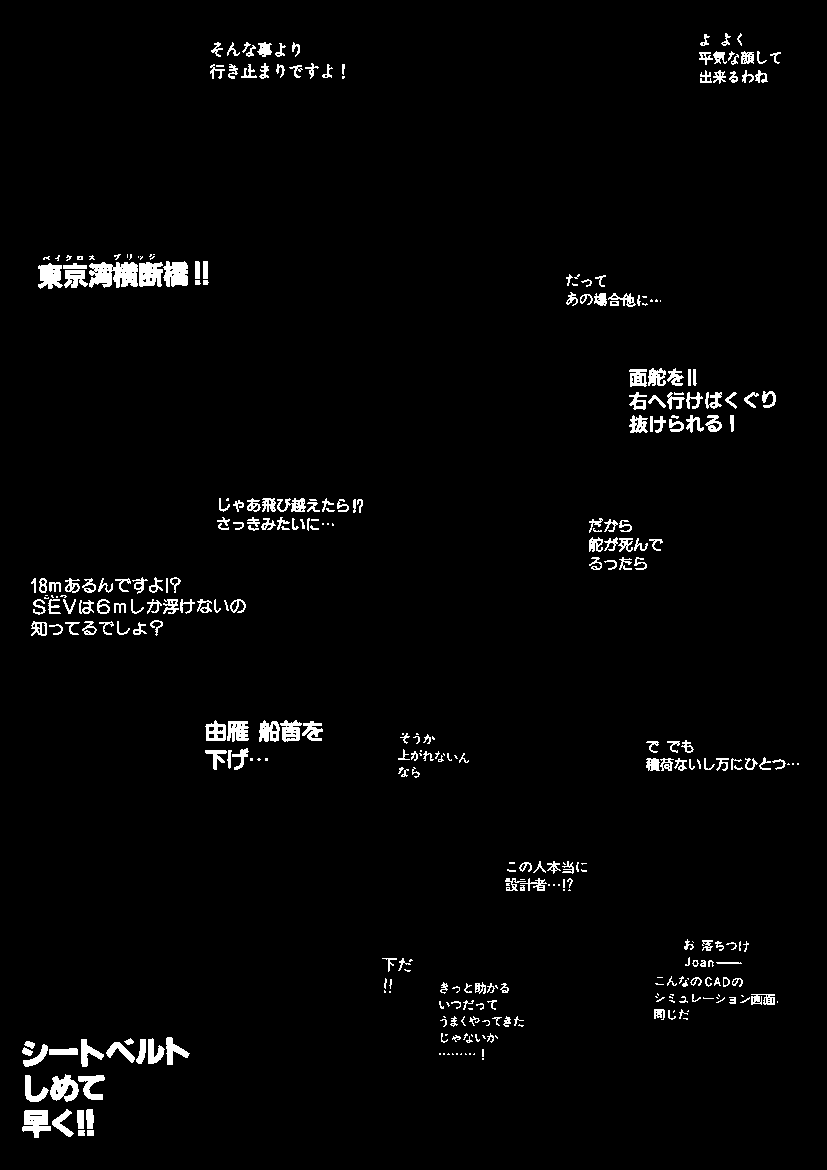 よ よく
平気な顔して
出来るわね
そんな事より
行き止まりですよ！
ベイクロス ブリッジ
東京湾横断橋!!
だって
あの場合他に…
面舵を!!
右へ行けばくぐり
抜けられる！
じゃあ飛び越えたら!?
さっきみたいに…
だから
舵が死んで
るったら
18mあるんですよ!?
SEVは6mしか浮けないの
知ってるでしょ？
で でも
積荷ないし万にひとつ…
そうか
上がれないん
なら
由雁 船首を
下げ…
この人本当に
設計者…!?
お 落ちつけ
Joan——
こんなのCADの
シミュレーション画面
同じだ
下だ
!!
きっと助かる
いつだって
うまくやってきた
じゃないか
………！
シートベルト
しめて
早く!!